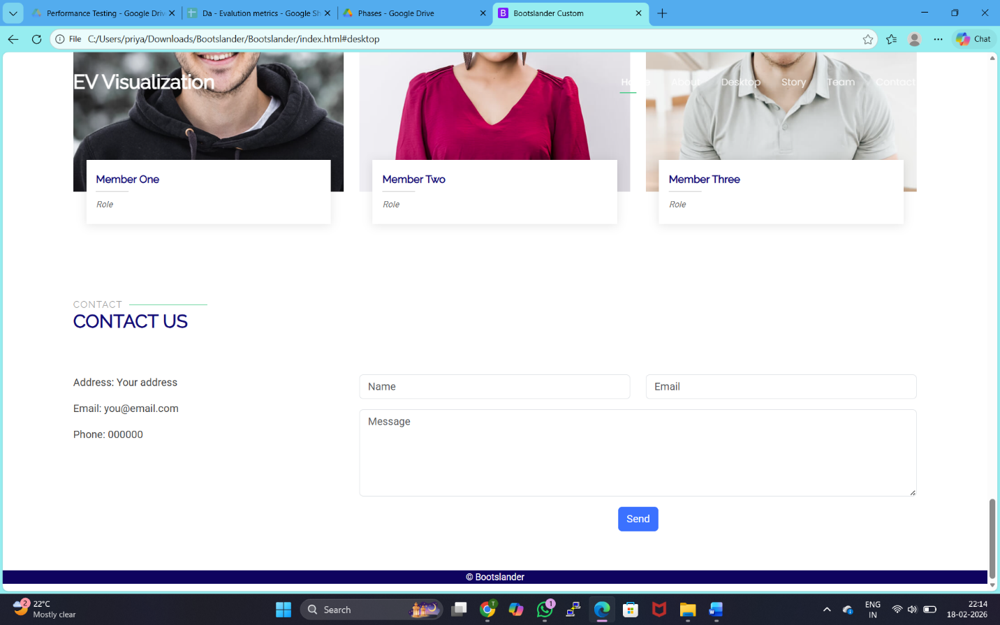 Performance Testing - Google Driv
Da - Evalution metrics - Google Sh
Phases - Google Drive
Bootslander Custom
File C:/Users/priya/Downloads/Bootslander/Bootslander/index.html#desktop
Chat
EV Visualization
Home About Desktop Story Team Contact
Member One
Role
Member Two
Role
Member Three
Role
CONTACT
CONTACT US
Address: Your address
Email: you@email.com
Phone: 000000
Name
Email
Message
Send
© Bootslander
2
22°C
Mostly clear
Search
T
1
W
ENG
IN
22:14
18-02-2026